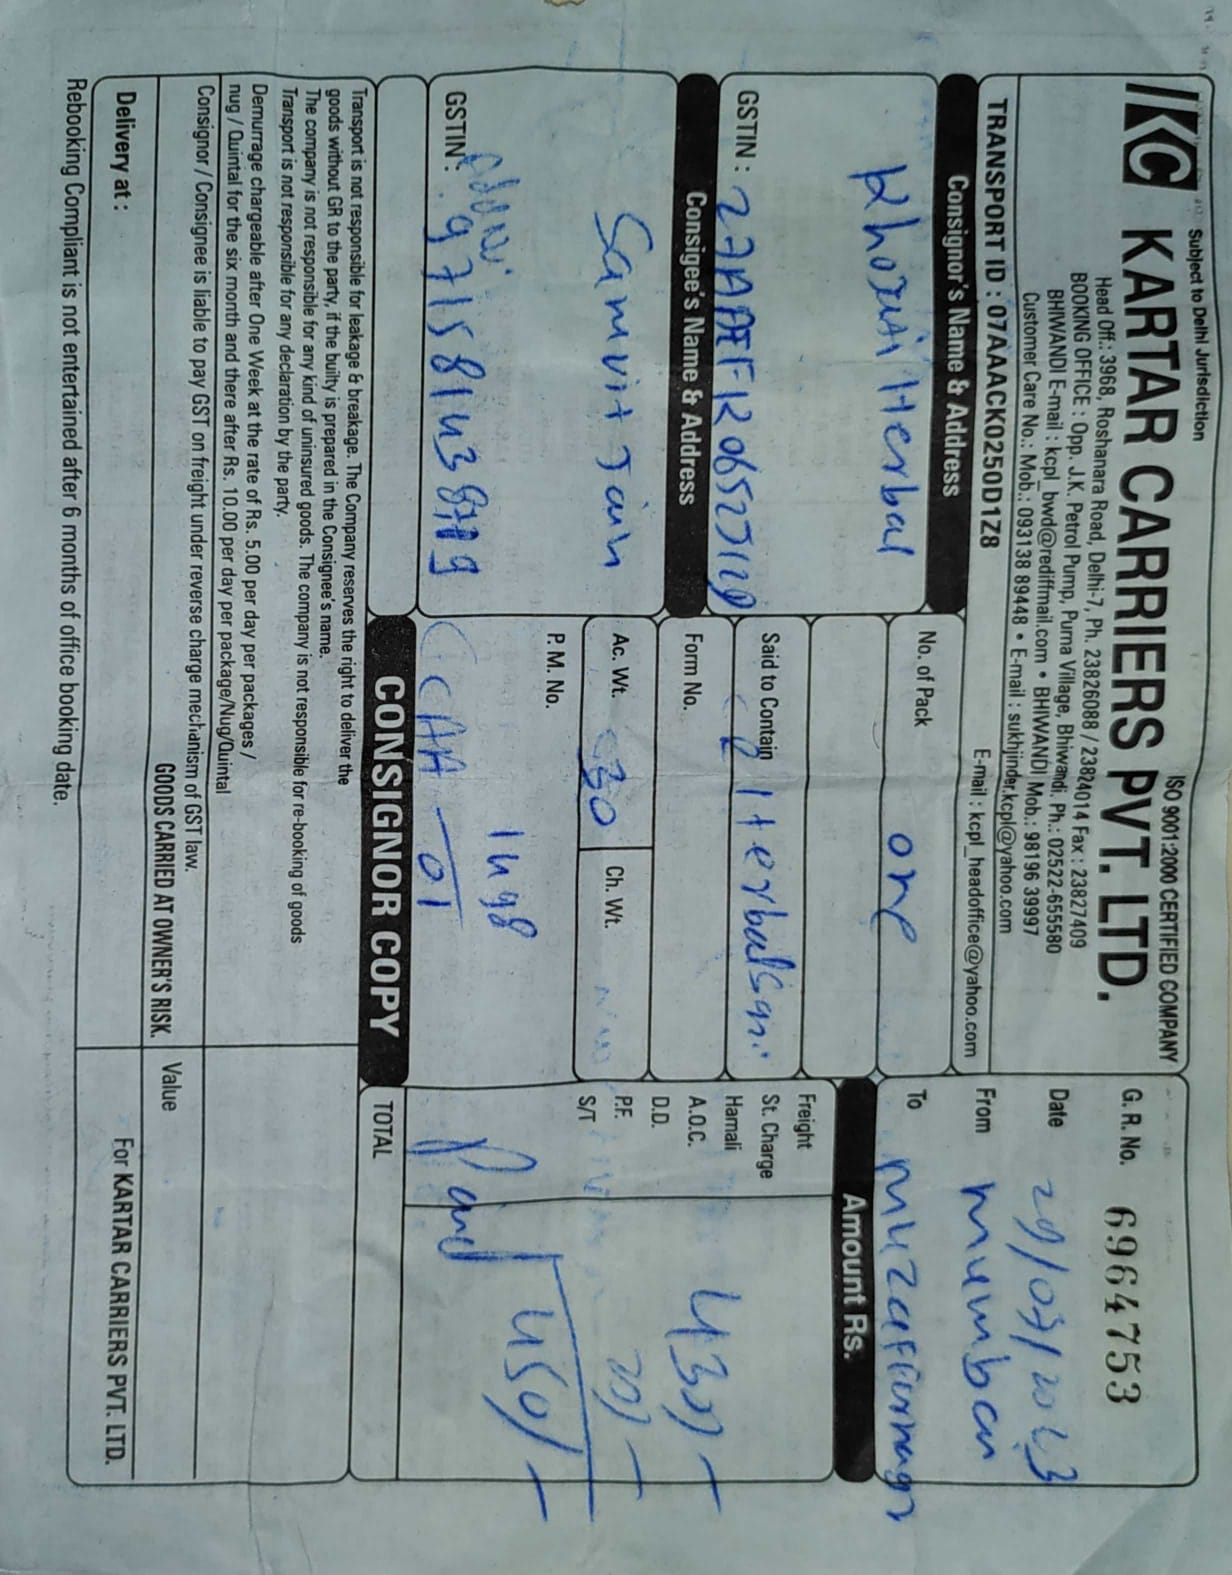 Subject to Delhi Jurisdiction
ISO 9001:2000 CERTIFIED COMPANY
KC KARTAR CARRIERS PVT. LTD.
Head Off.: 3968, Roshanara Road, Delhi-7, Ph. 23826088 / 23824014 Fax : 23827409
BOOKING OFFICE : Opp. J.K. Petrol Pump, Purna Village, Bhiwandi. Ph.: 02522-655580
BHIWANDI E-mail : kcpl_bwd@rediffmail.com • BHIWANDI Mob.: 98196 39997
Customer Care No.: Mob.: 093138 89448 • E-mail : sukhjinder.kcpl@yahoo.com
TRANSPORT ID : 07AAACK0250D1Z8
E-mail : kcpl_headoffice@yahoo.com
G. R. No. 6964753
Date 29/03/2023
From mumbai
To
Consignor's Name & Address
Herbal
GSTIN :
No. of Pack one
Said to Contain Herbal
Form No.
Ac. Wt. 30
Ch. Wt.
P. M. No.
Consigee's Name & Address
Samvit Jain
GSTIN :
Amount Rs.
Freight
St. Charge
Hamali
A.O.C.
D.D.
P.F.
S/T
430/-
20/-
450/-
Paid
TOTAL
CONSIGNOR COPY
Transport is not responsible for leakage & breakage. The Company reserves the right to deliver the
goods without GR to the party, if the builty is prepared in the Consignee's name.
The company is not responsible for any kind of uninsured goods. The company is not responsible for re-booking of goods
Transport is not responsible for any declaration by the party.
Demurrage chargeable after One Week at the rate of Rs. 5.00 per day per packages /
nug / Quintal for the six month and there after Rs. 10.00 per day per package/Nug/Quintal
Consignor / Consignee is liable to pay GST on freight under reverse charge mechanism of GST law.
GOODS CARRIED AT OWNER'S RISK.
Value
Delivery at :
For KARTAR CARRIERS PVT. LTD.
Rebooking Compliant is not entertained after 6 months of office booking date.